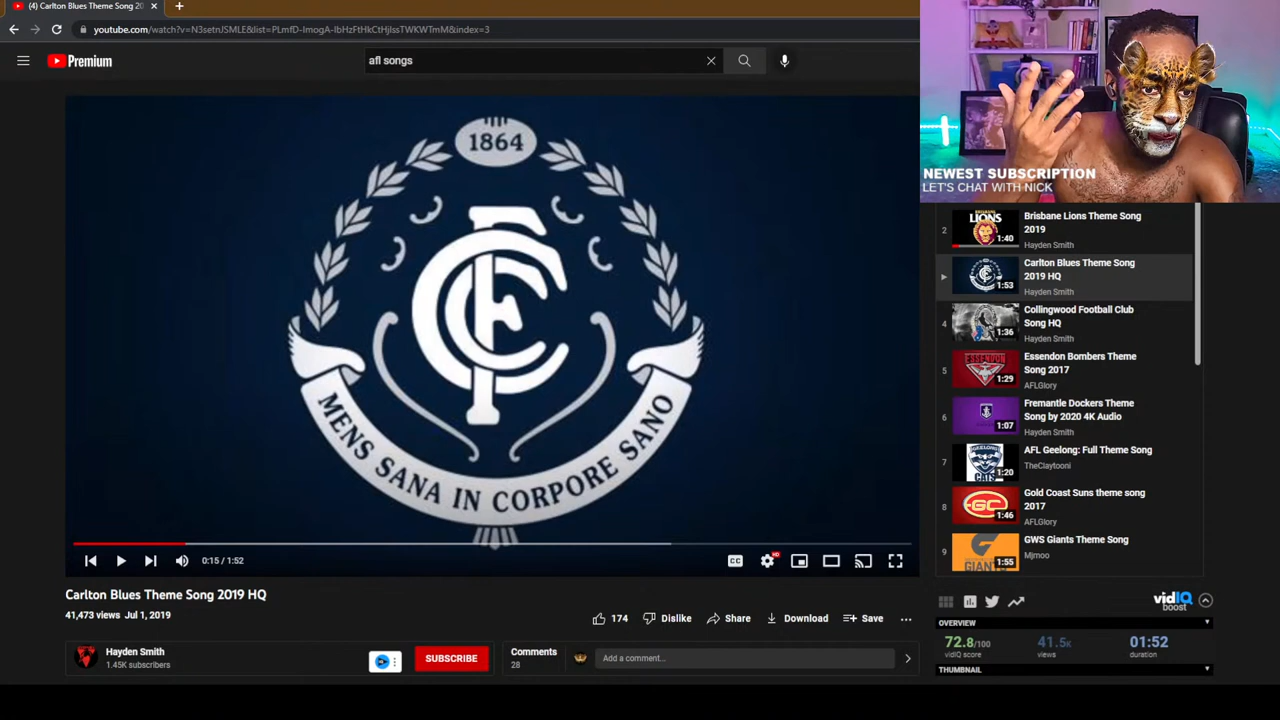 (4) Carlton Blues Theme Song 20
youtube.com/watch?v=N3setnJSMLE&list=PLmfD-ImogA-IbHzFtHkCtHjIssTWKWTmM&index=3
Premium
afl songs
1864
CFC
MENS SANA IN CORPORE SANO
0:15 / 1:52
CC
HD
Carlton Blues Theme Song 2019 HQ
41,473 views Jul 1, 2019
174
Dislike
Share
Download
Save
Hayden Smith
1.45K subscribers
SUBSCRIBE
Comments
28
Add a comment...
NEWEST SUBSCRIPTION
LET'S CHAT WITH NICK
2
LIONS
1:40
Brisbane Lions Theme Song
2019
Hayden Smith
1:53
Carlton Blues Theme Song
2019 HQ
Hayden Smith
4
1:36
Collingwood Football Club
Song HQ
Hayden Smith
5
ESSENDON
1:29
Essendon Bombers Theme
Song 2017
AFLGlory
6
1:07
Fremantle Dockers Theme
Song by 2020 4K Audio
Hayden Smith
7
CATS
1:20
AFL Geelong: Full Theme Song
TheClaytooni
8
GC
1:46
Gold Coast Suns theme song
2017
AFLGlory
9
GIANTS
1:55
GWS Giants Theme Song
Mjmoo
vidIQ
boost
OVERVIEW
72.8/100
vidIQ score
41.5k
views
01:52
duration
THUMBNAIL